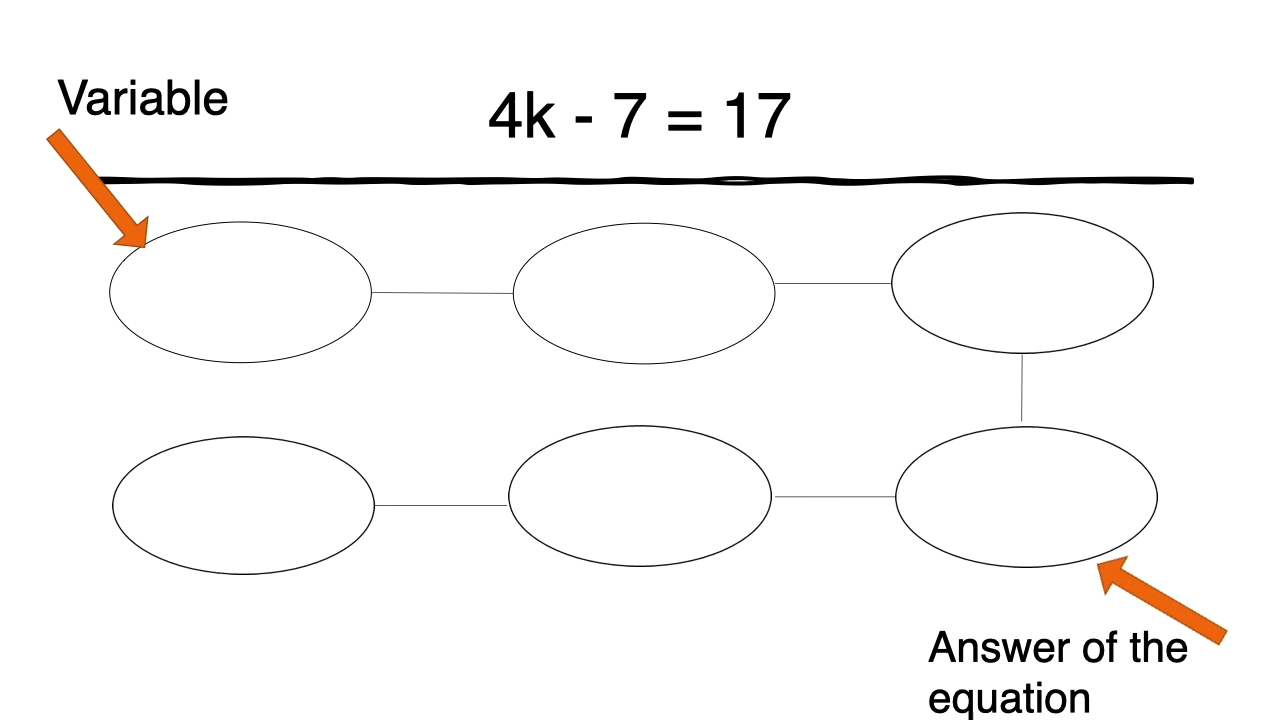 Variable
4k - 7 = 17
Answer of the
equation